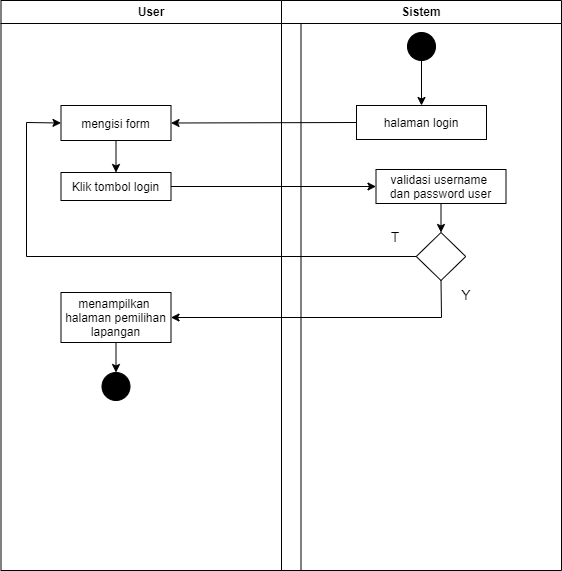 User
Sistem
mengisi form
halaman login
Klik tombol login
validasi username
dan password user
T
Y
menampilkan
halaman pemilihan
lapangan